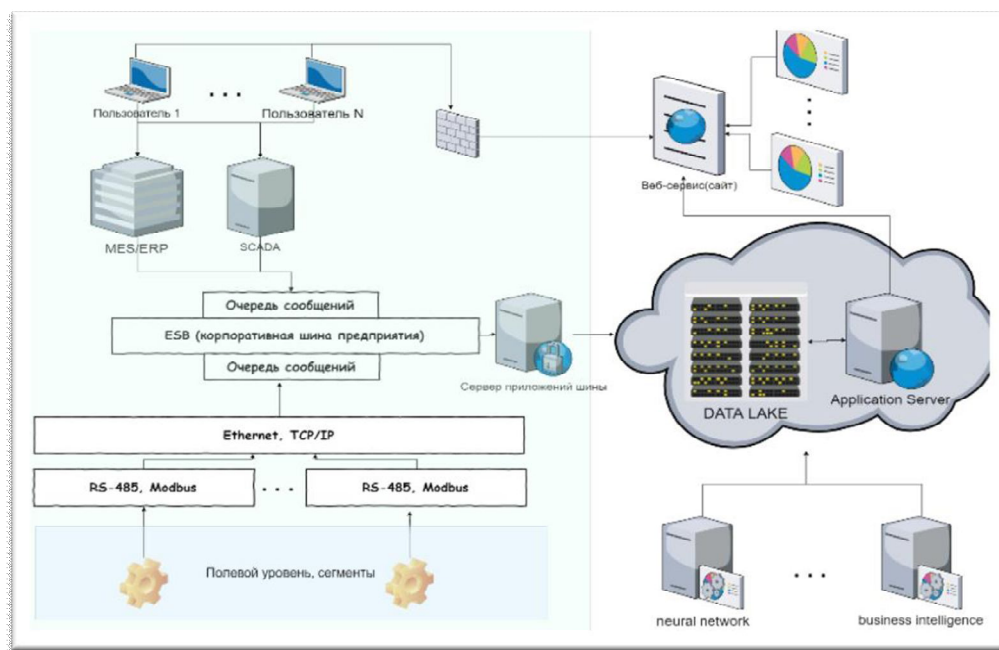 Пользователь 1
. . .
Пользователь N
Веб-сервис(сайт)
MES/ERP
SCADA
Очередь сообщений
ESB (корпоративная шина предприятия)
Очередь сообщений
Сервер приложений шины
DATA LAKE
Application Server
Ethernet, TCP/IP
RS-485, Modbus
. . .
RS-485, Modbus
Полевой уровень, сегменты
neural network
. . .
business intelligence